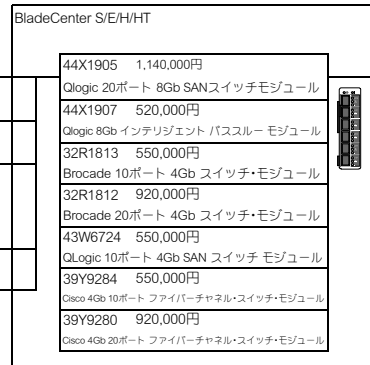 BladeCenter S/E/H/HT
44X1905 1,140,000円
Qlogic 20ポート 8Gb SANスイッチモジュール
44X1907 520,000円
Qlogic 8Gb インテリジェント パススルー モジュール
32R1813 550,000円
Brocade 10ポート 4Gb スイッチ・モジュール
32R1812 920,000円
Brocade 20ポート 4Gb スイッチ・モジュール
43W6724 550,000円
QLogic 10ポート 4Gb SAN スイッチ モジュール
39Y9284 550,000円
Cisco 4Gb 10ポート ファイバーチャネル・スイッチ・モジュール
39Y9280 920,000円
Cisco 4Gb 20ポート ファイバーチャネル・スイッチ・モジュール